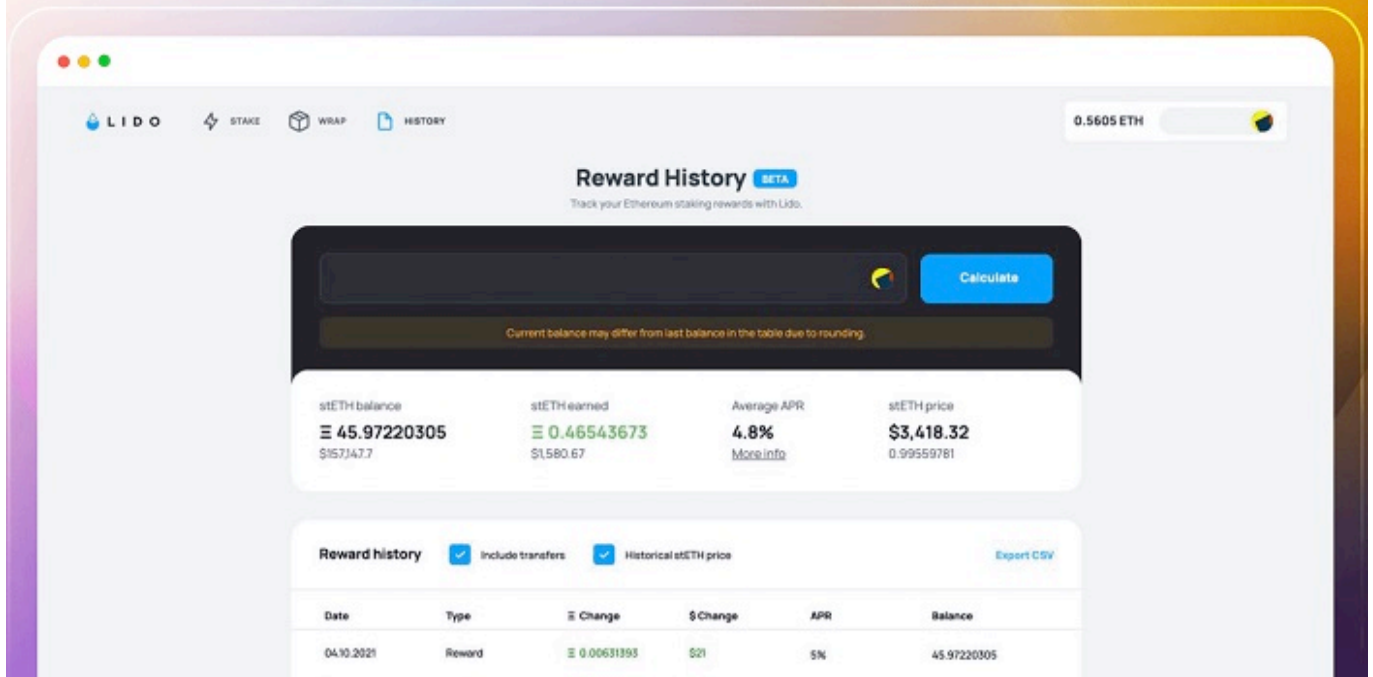 LIDO STAKE WRAP HISTORY 0.5605 ETH
Reward History BETA
Track your Ethereum staking rewards with Lido.
Calculate
Current balance may differ from last balance in the table due to rounding.
stETH balance stETH earned Average APR stETH price
Ξ 45.97220305 Ξ 0.46543673 4.8% $3,418.32
$157,147.7 $1,580.67 More info 0.99559781
Reward history Include transfers Historical stETH price Export CSV
Date Type Ξ Change $ Change APR Balance
04.10.2021 Reward Ξ 0.00631393 $21 5% 45.97220305